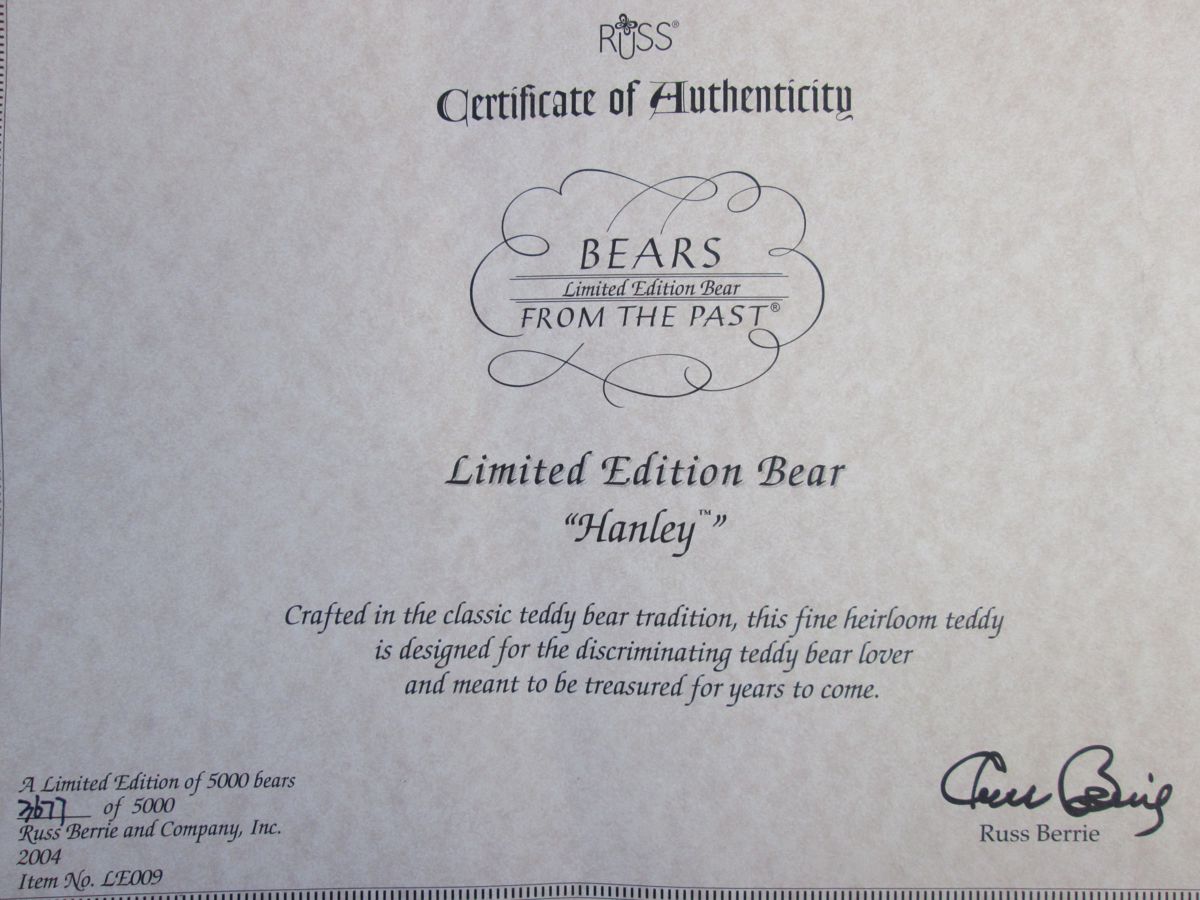 RUSS®
Certificate of Authenticity
BEARS
Limited Edition Bear
FROM THE PAST®
Limited Edition Bear
“Hanley™”
Crafted in the classic teddy bear tradition, this fine heirloom teddy
is designed for the discriminating teddy bear lover
and meant to be treasured for years to come.
A Limited Edition of 5000 bears
3677 of 5000
Russ Berrie and Company, Inc.
2004
Item No. LE009
Russ Berrie
Russ Berrie